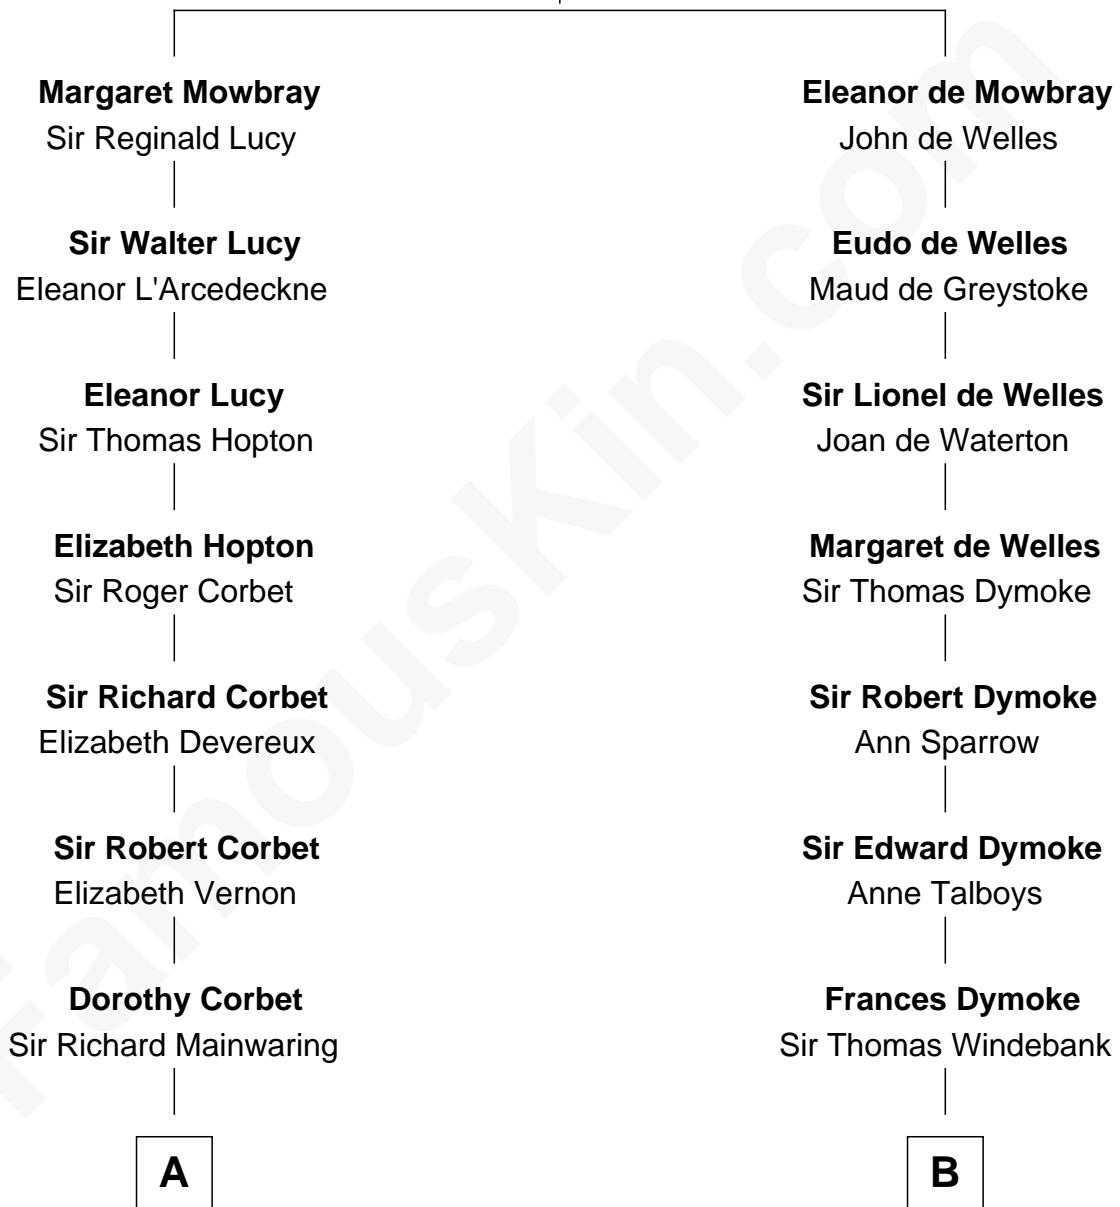 Margaret Mowbray
Sir Reginald Lucy
Sir Walter Lucy
Eleanor L'Arcedeckne
Eleanor Lucy
Sir Thomas Hopton
Elizabeth Hopton
Sir Roger Corbet
Sir Richard Corbet
Elizabeth Devereux
Sir Robert Corbet
Elizabeth Vernon
Dorothy Corbet
Sir Richard Mainwaring
A
Eleanor de Mowbray
John de Welles
Eudo de Welles
Maud de Greystoke
Sir Lionel de Welles
Joan de Waterton
Margaret de Welles
Sir Thomas Dymoke
Sir Robert Dymoke
Ann Sparrow
Sir Edward Dymoke
Anne Talboys
Frances Dymoke
Sir Thomas Windebank
B
FamousKin.com